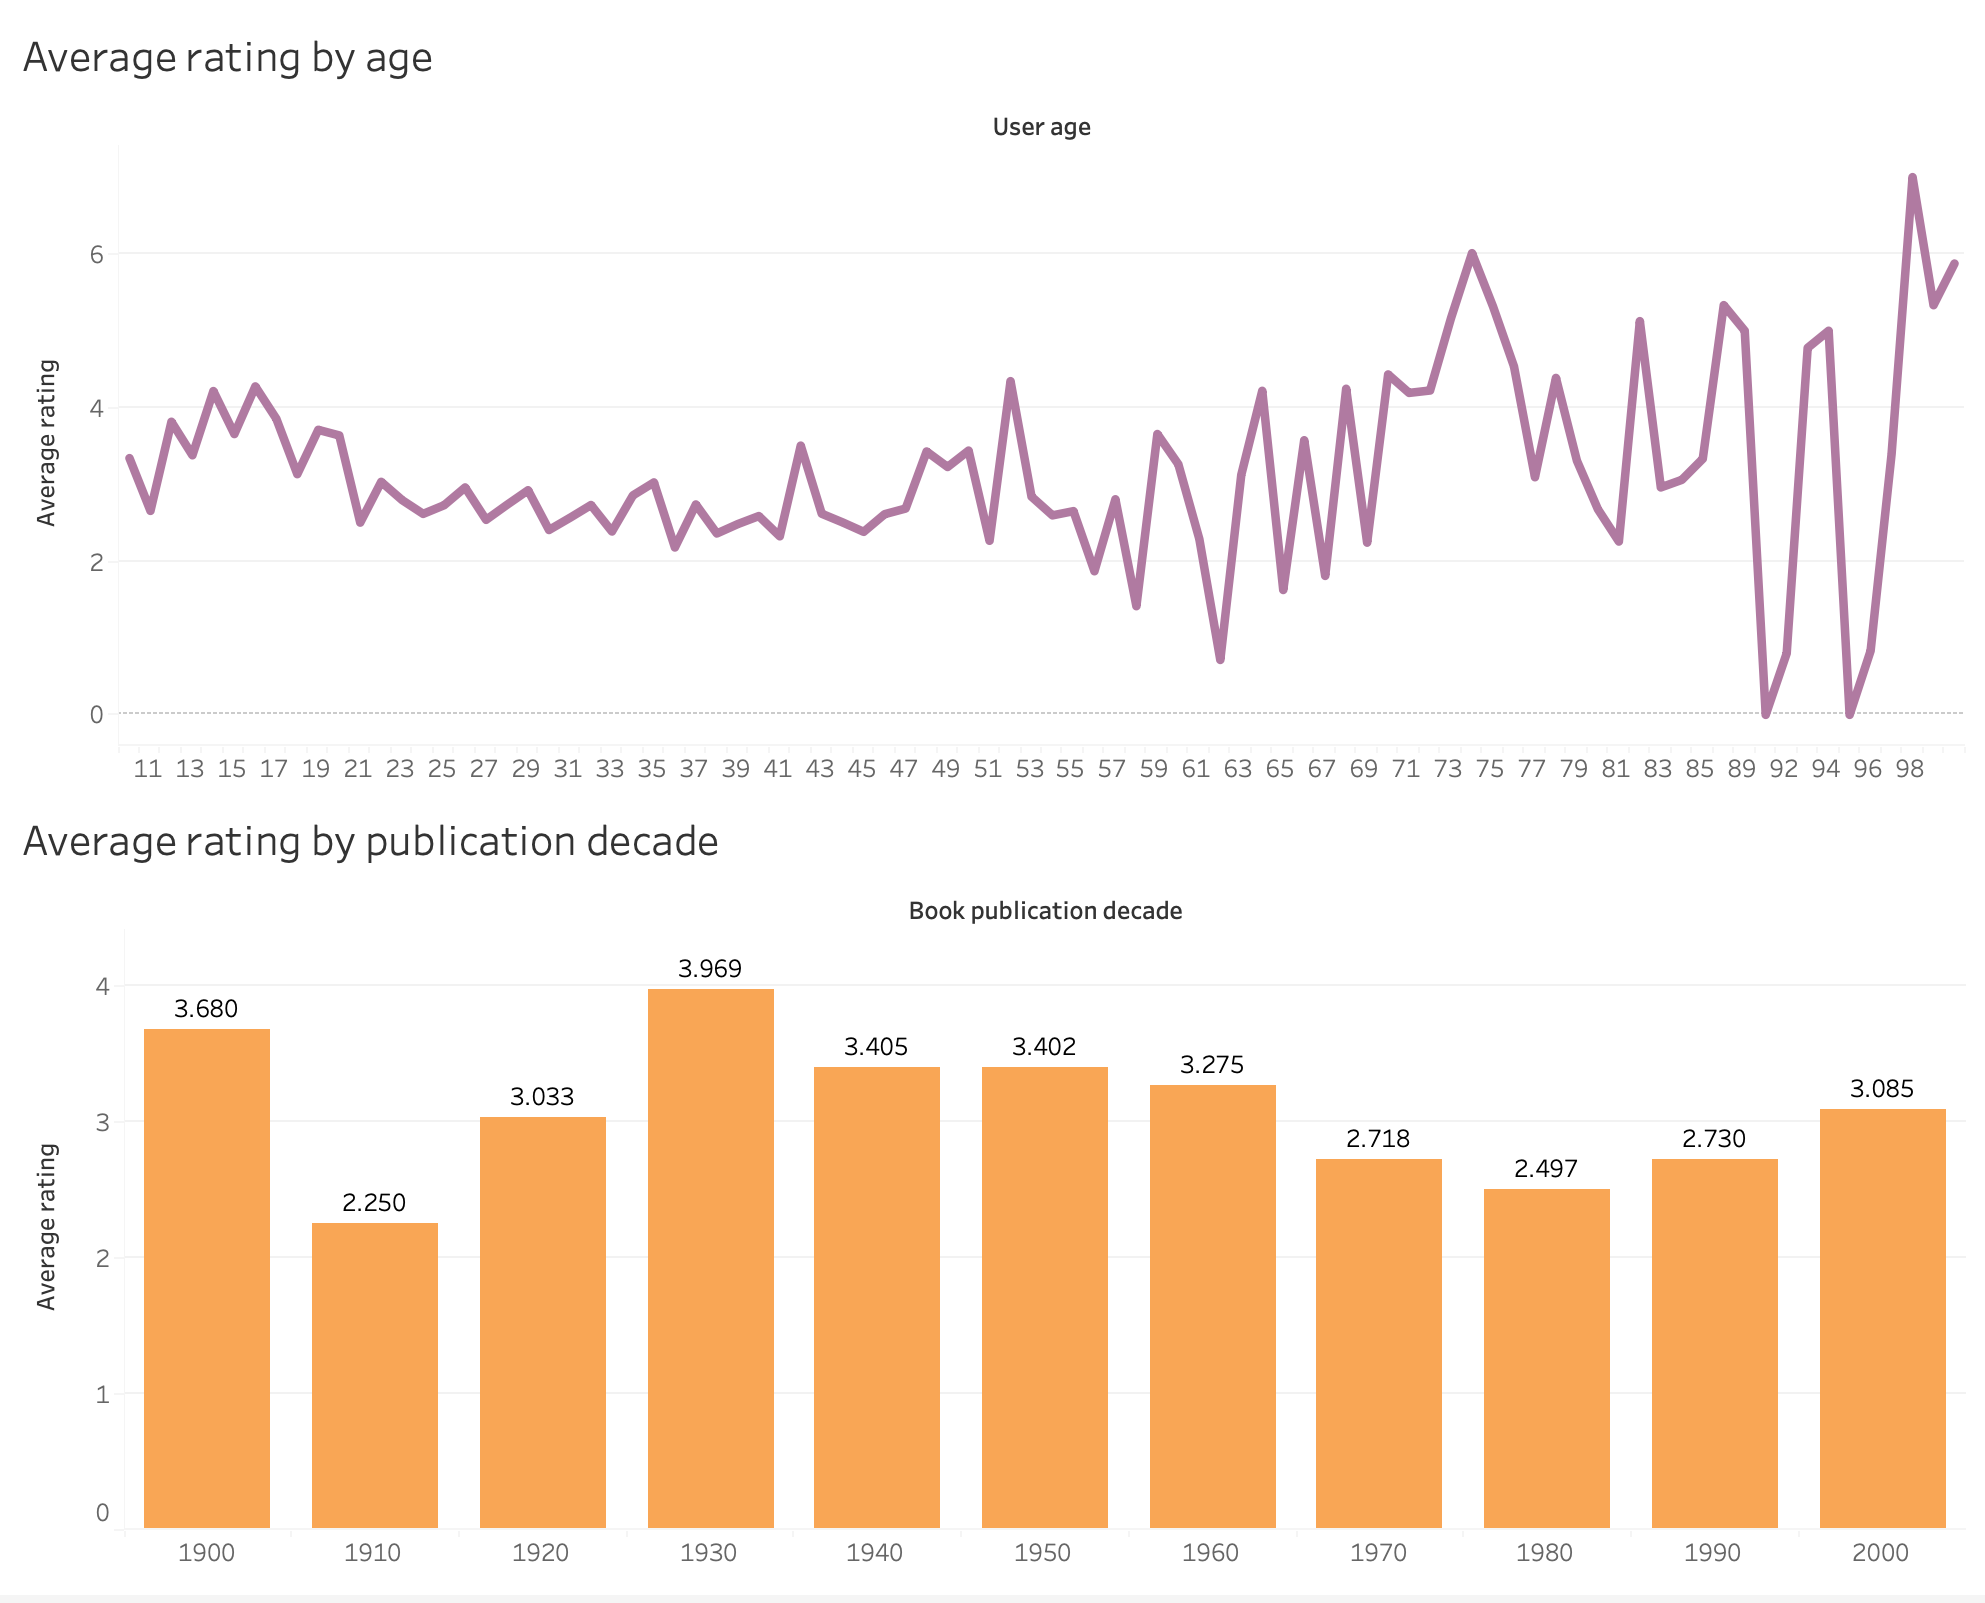 Average rating by age
User age
Average rating
6
4
2
0
11 13 15 17 19 21 23 25 27 29 31 33 35 37 39 41 43 45 47 49 51 53 55 57 59 61 63 65 67 69 71 73 75 77 79 81 83 85 89 92 94 96 98
Average rating by publication decade
Book publication decade
Average rating
4
3
2
1
0
3.680
2.250
3.033
3.969
3.405
3.402
3.275
2.718
2.497
2.730
3.085
1900 1910 1920 1930 1940 1950 1960 1970 1980 1990 2000